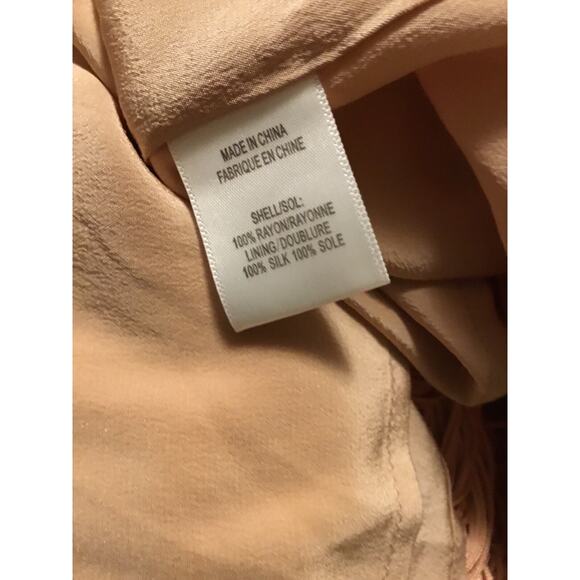 MADE IN CHINA
FABRIQUE EN CHINE
SHELL/SOL:
100% RAYON/RAYONNE
LINING/DOUBLURE
100% SILK 100% SOLE